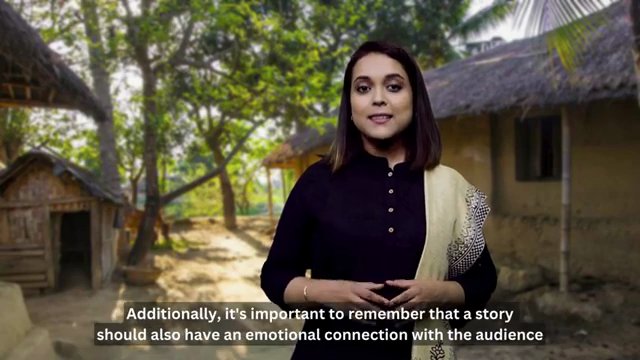 Additionally, it's important to remember that a story
should also have an emotional connection with the audience